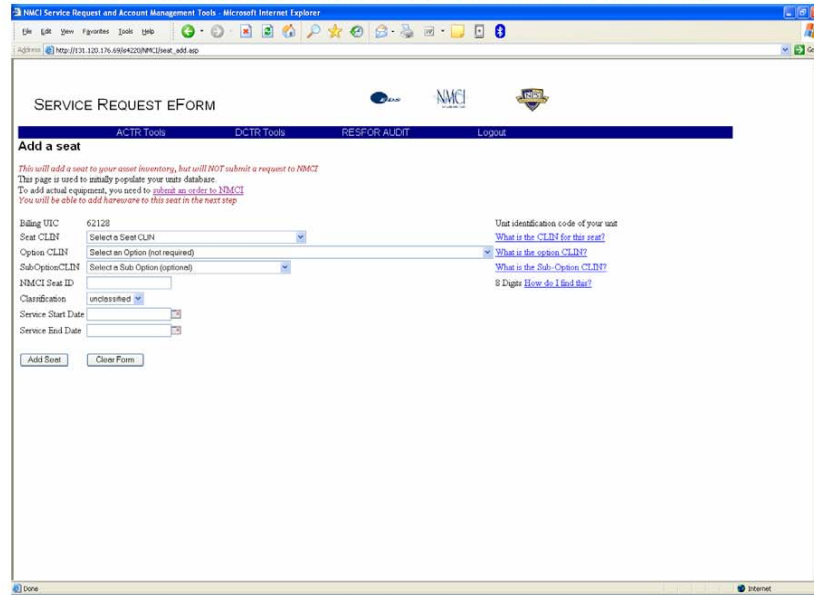 NMCI Service Request and Account Management Tools - Microsoft Internet Explorer
File Edit View Favorites Tools Help
Address http://131.120.176.69/is4220/NMCI/seat_add.asp Go
SERVICE REQUEST EFORM NMCI
ACTR Tools DCTR Tools RESFOR AUDIT Logout
Add a seat
This will add a seat to your asset inventory, but will NOT submit a request to NMCI
This page is used to initially populate your units database.
To add actual equipment, you need to submit an order to NMCI
You will be able to add hareware to this seat in the next step
Billing UIC 62128 Unit identification code of your unit
Seat CLIN Select a Seat CLIN What is the CLIN for this seat?
Option CLIN Select an Option (not required) What is the option CLIN?
SubOptionCLIN Select a Sub Option (optional) What is the Sub-Option CLIN?
NMCI Seat ID 8 Digits How do I find this?
Classification unclassified
Service Start Date
Service End Date
Add Seat Clear Form
Done Internet